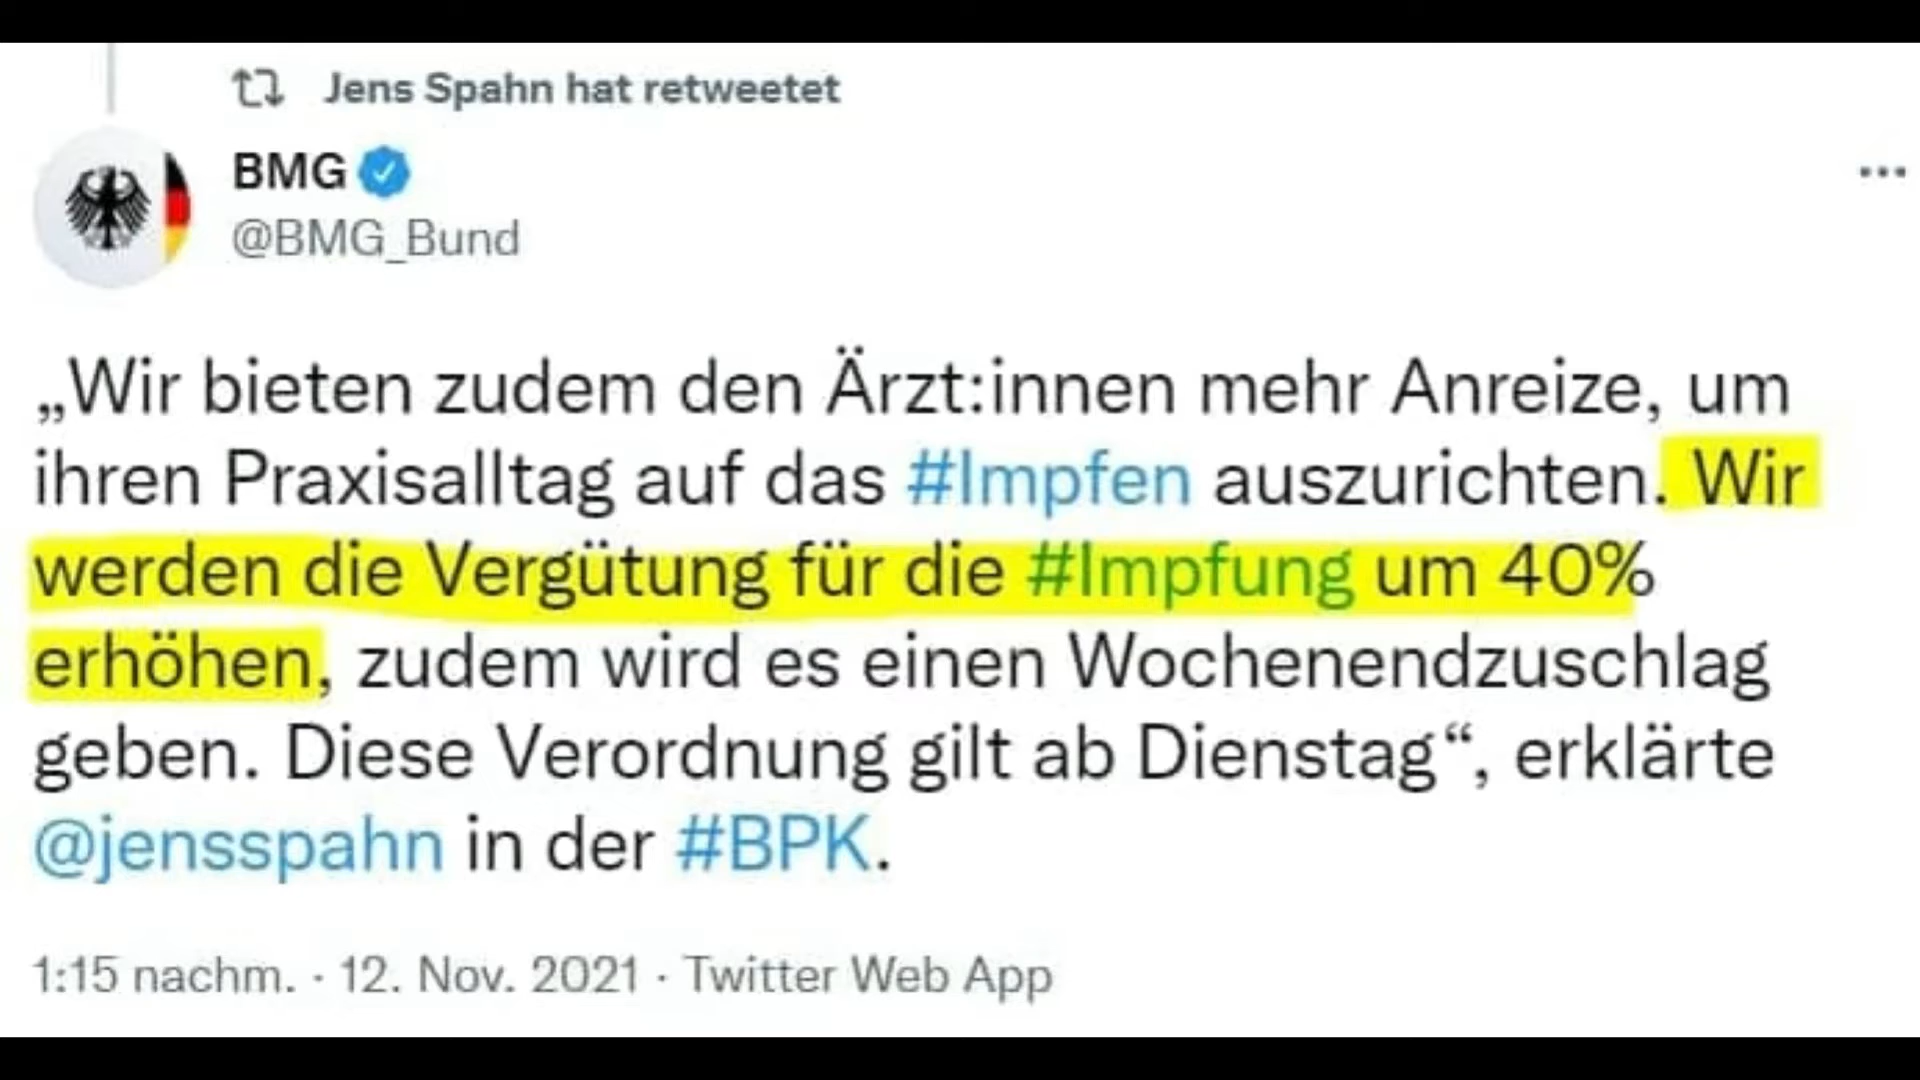 Jens Spahn hat retweetet
BMG
@BMG_Bund
„Wir bieten zudem den Ärzt:innen mehr Anreize, um
ihren Praxisalltag auf das #Impfen auszurichten. Wir
werden die Vergütung für die #Impfung um 40%
erhöhen, zudem wird es einen Wochenendzuschlag
geben. Diese Verordnung gilt ab Dienstag“, erklärte
@jensspahn in der #BPK.
1:15 nachm. · 12. Nov. 2021 · Twitter Web App